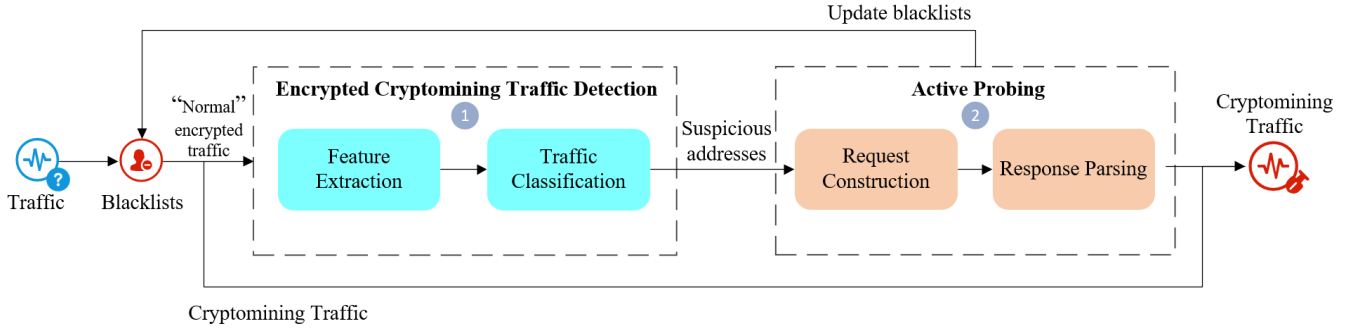 Update blacklists
Encrypted Cryptomining Traffic Detection
1
Active Probing
2
“Normal”
encrypted
traffic
Feature
Extraction
Traffic
Classification
Suspicious
addresses
Request
Construction
Response Parsing
Cryptomining
Traffic
?
Traffic
Blacklists
Cryptomining Traffic